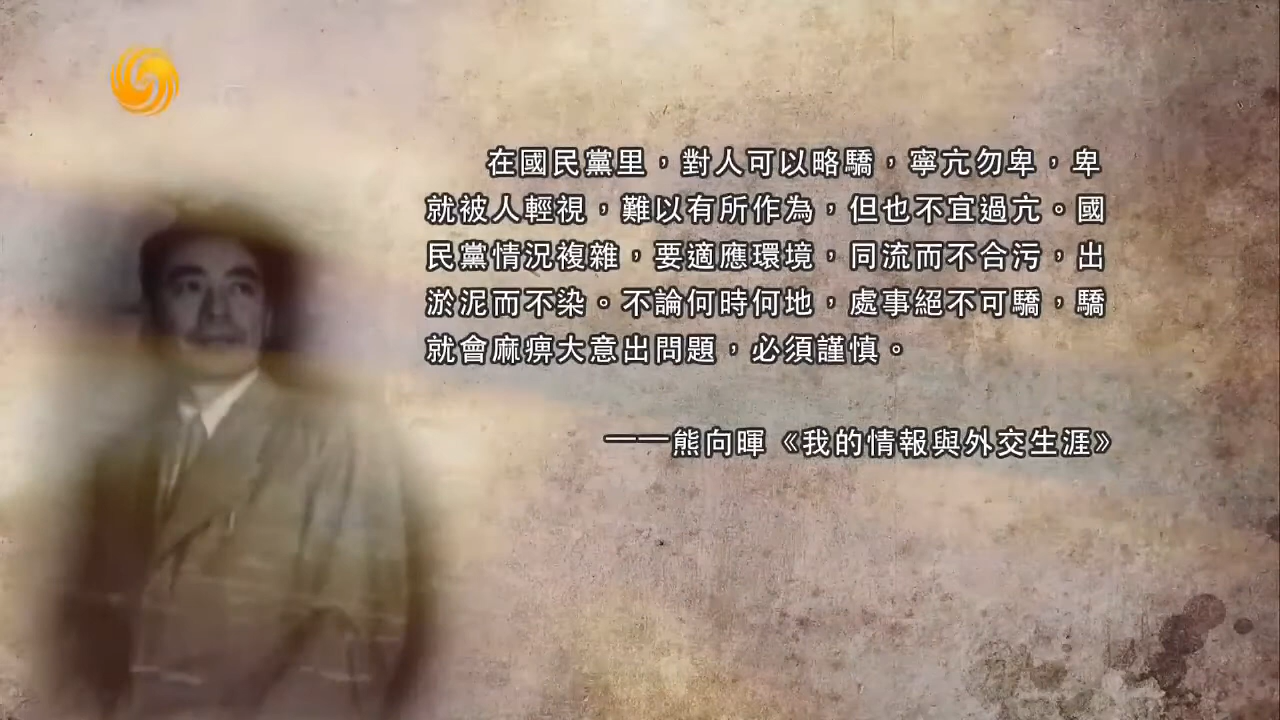 在國民黨里，對人可以略驕，寧亢勿卑，卑
就被人輕視，難以有所作為，但也不宜過亢。國
民黨情況複雜，要適應環境，同流而不合污，出
淤泥而不染。不論何時何地，處事絕不可驕，驕
就會麻痹大意出問題，必須謹慎。
——熊向暉《我的情報與外交生涯》